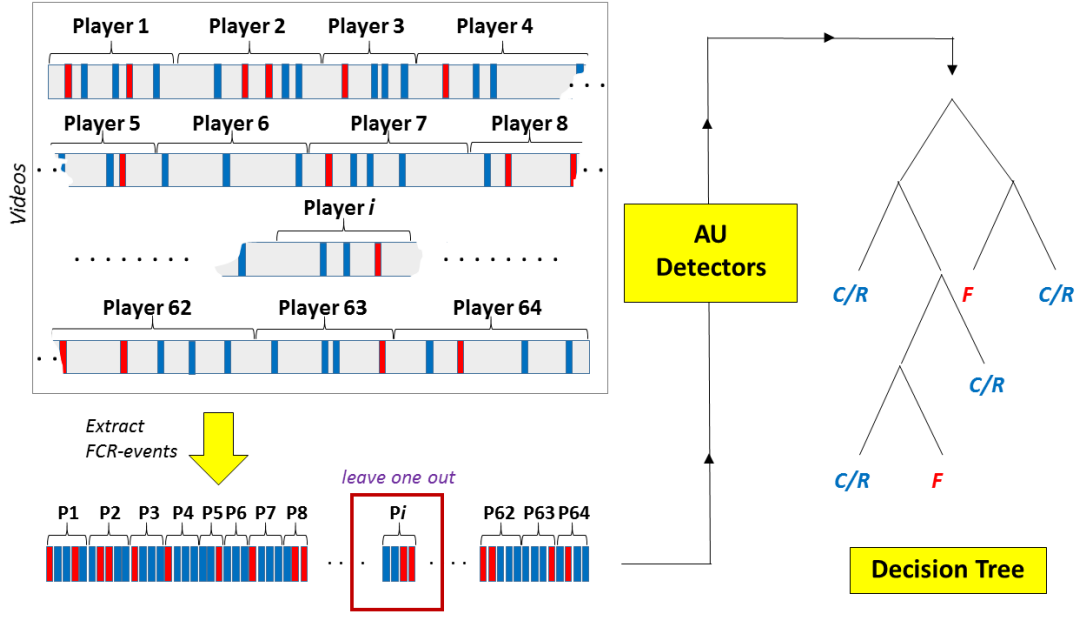 Player 1 Player 2 Player 3 Player 4
Player 5 Player 6 Player 7 Player 8
Videos
Player i
Player 62 Player 63 Player 64
Extract
FCR-events
leave one out
P1 P2 P3 P4 P5 P6 P7 P8 Pi P62 P63 P64
AU
Detectors
C/R F C/R
C/R
C/R F
Decision Tree